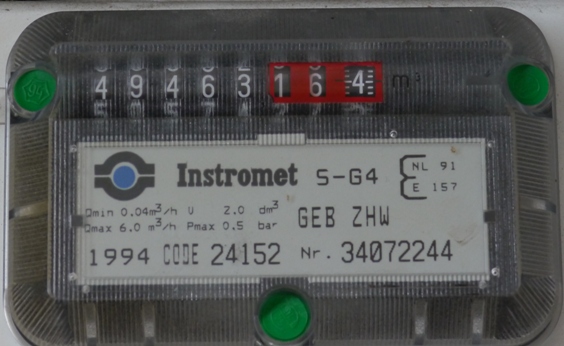 49463164 m³
Instromet S-G4 NL 91
E 157
Qmin 0.04m³/h V 2.0 dm³
Qmax 6.0 m³/h Pmax 0.5 bar
GEB ZHW
1994 CODE 24152 Nr. 34072244